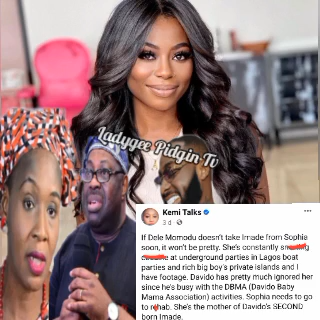 Ladygee Pidgin Tv
Kemi Talks
3 d
If Dele Momodu doesn't take Imade from Sophia
soon, it won't be pretty. She's constantly
at underground parties in Lagos boat
parties and rich big boy's private islands and I
have footage. Davido has pretty much ignored her
since he's busy with the DBMA (Davido Baby
Mama Association) activities. Sophia needs to go
to rehab. She's the mother of Davido's SECOND
born Imade.